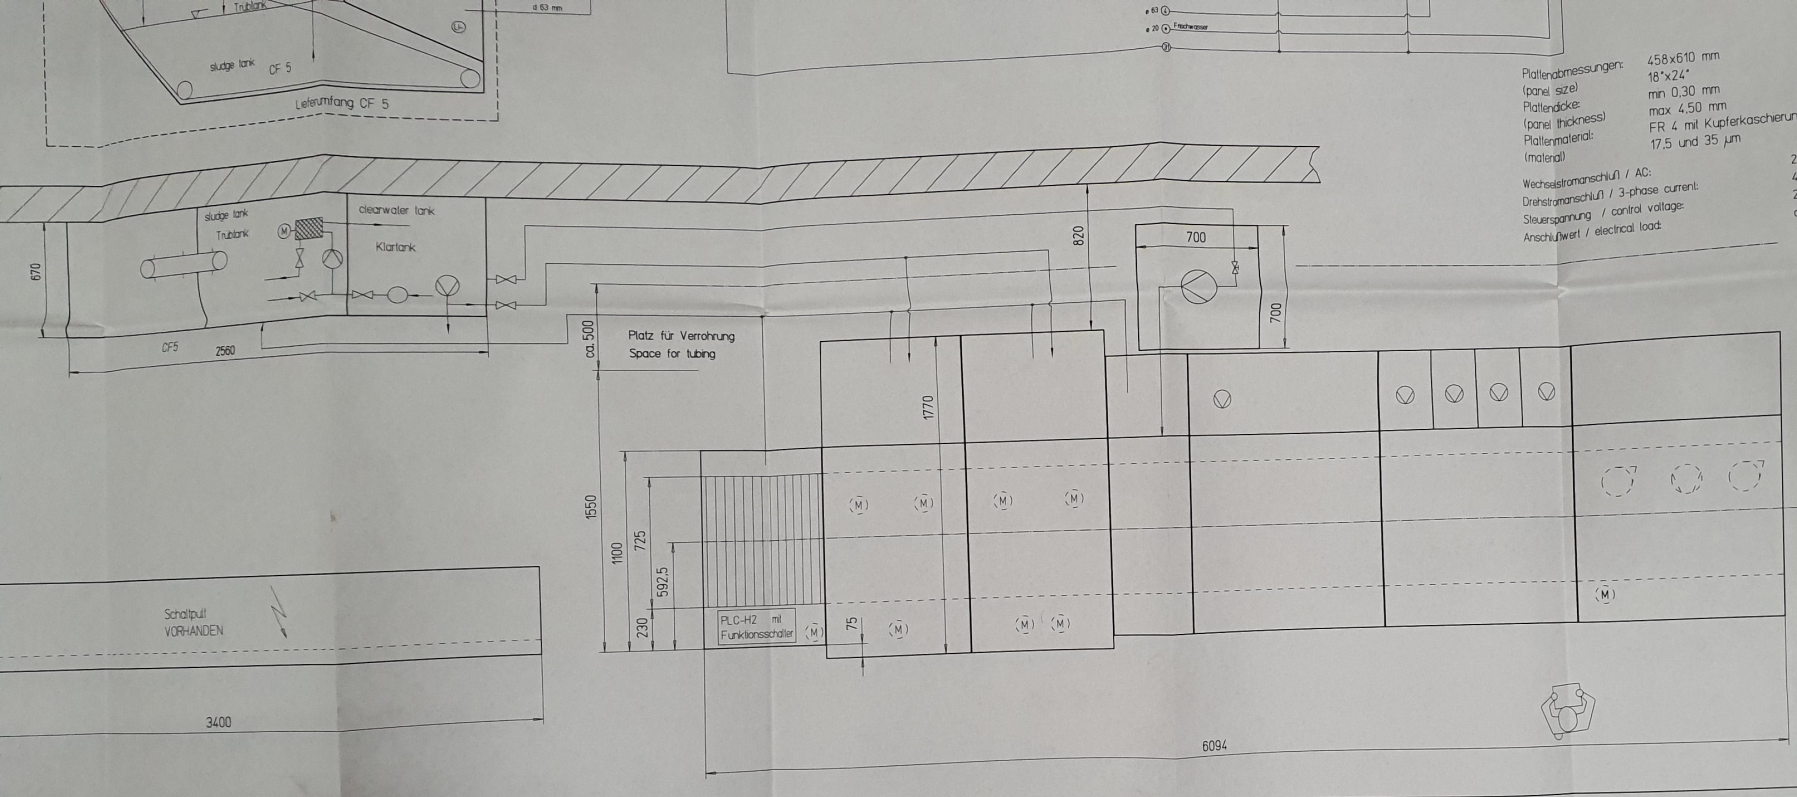 Trüblank
d 63 mm
LC
sludge tank CF 5
Lieferumfang CF 5
ø 63
ø 20 Frischwasser
Plattenabmessungen: 458x610 mm
(panel size) 18"x24"
Plattendicke: min 0,30 mm
(panel thickness) max 4,50 mm
Plattenmaterial: FR 4 mit Kupferkaschierun
(material) 17,5 und 35 µm
Wechselstromanschluß / AC:
Drehstromanschluß / 3-phase current:
Steuerspannung / control voltage:
Anschlußwert / electrical load:
sludge tank
Trüblank
M
clearwater tank
Klartank
670
CF5
2560
820
700
700
ca. 500
Platz für Verrohrung
Space for tubing
1770
1550
1100
725
592,5
230
75
M
M
M
M
PLC-H2 mit
Funktionsschalter
M
M
M
M
M
Schaltpult
VORHANDEN
3400
6094